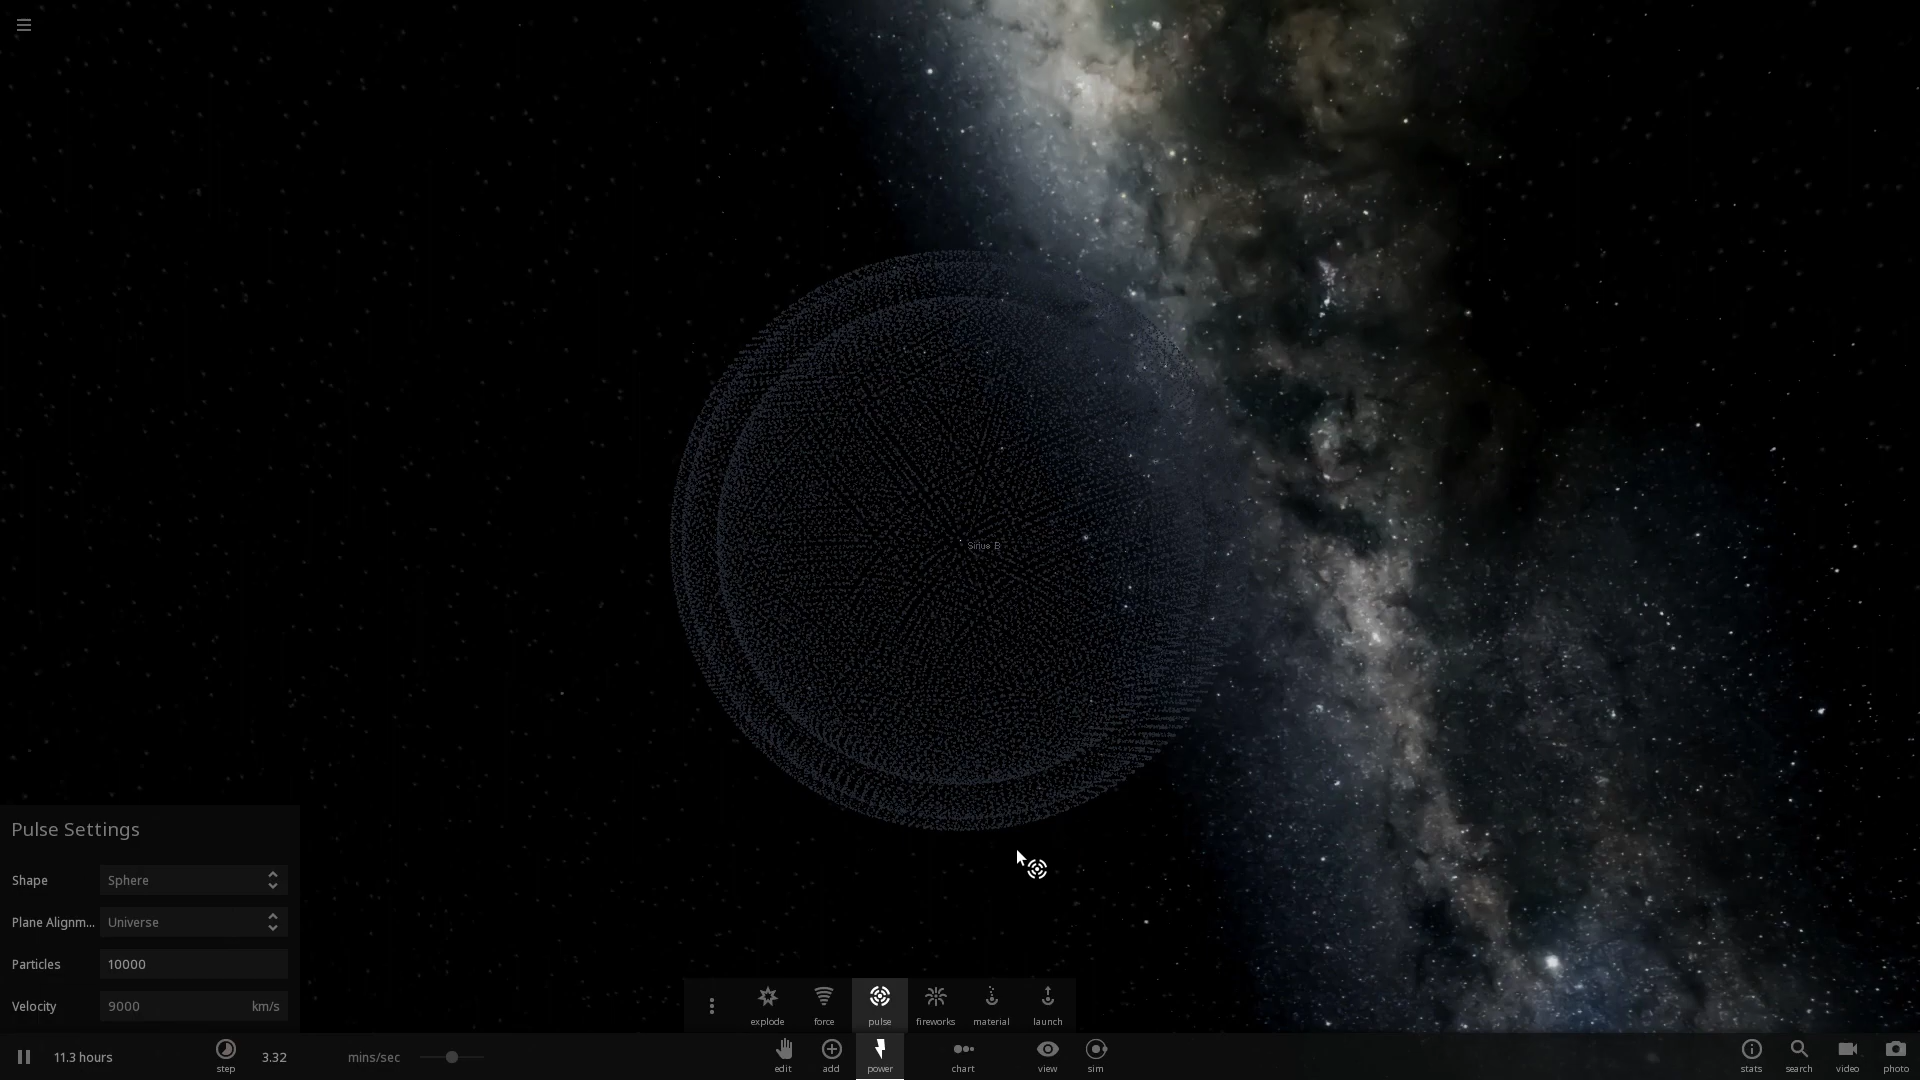 Sirius B
Pulse Settings
Shape Sphere
Plane Alignm... Universe
Particles 10000
Velocity 9000 km/s
explode force pulse fireworks material launch
11.3 hours step 3.32 mins/sec edit add power chart view sim stats search video photo